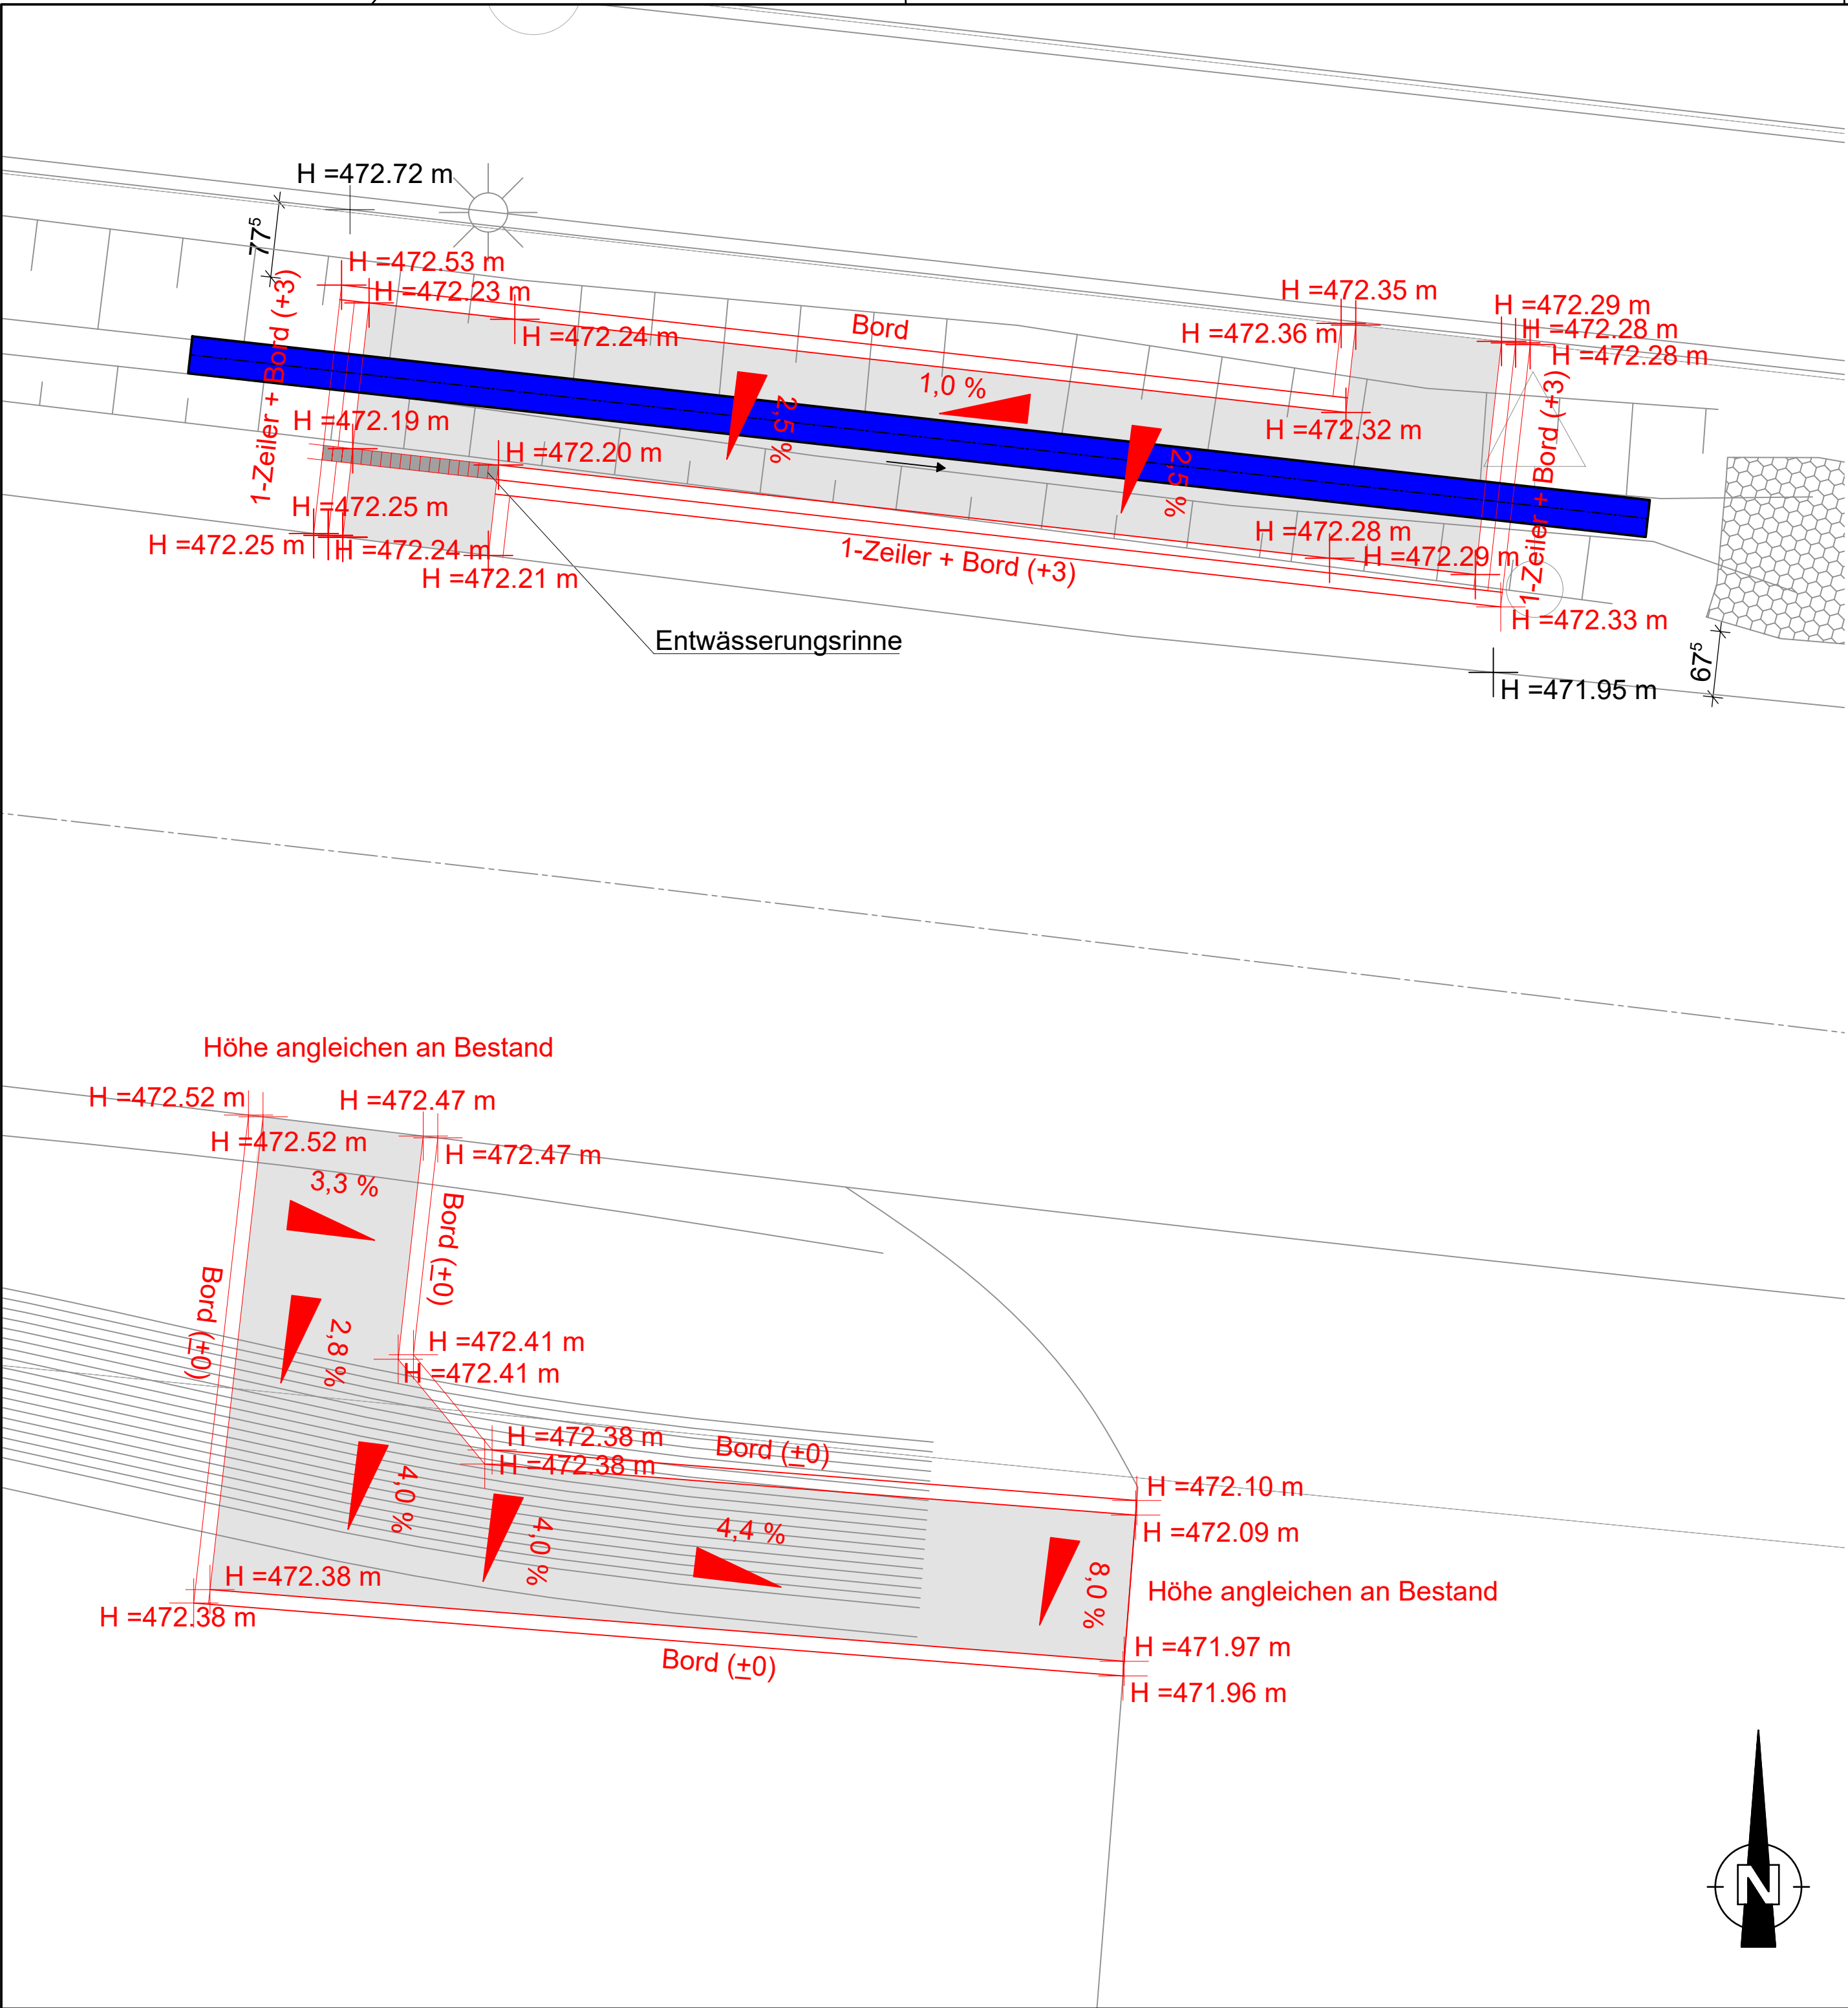 H =472.72 m
77⁵
H =472.53 m
H =472.23 m
H =472.24 m
Bord
H =472.35 m
H =472.36 m
H =472.29 m
H =472.28 m
H =472.28 m
1-Zeiler + Bord (+3)
1,0 %
2,5 %
2,5 %
H =472.32 m
1-Zeiler + Bord (+3)
H =472.19 m
H =472.20 m
H =472.25 m
H =472.25 m
H =472.24 m
H =472.21 m
H =472.28 m
H =472.29 m
1-Zeiler + Bord (+3)
H =472.33 m
Entwässerungsrinne
67⁵
H =471.95 m
Höhe angleichen an Bestand
H =472.52 m
H =472.47 m
H =472.52 m
H =472.47 m
3,3 %
Bord (±0)
Bord (±0)
2,8 %
H =472.41 m
H =472.41 m
H =472.38 m
H =472.38 m
Bord (±0)
4,0 %
4,0 %
4,4 %
H =472.10 m
H =472.09 m
8,0 %
Höhe angleichen an Bestand
H =472.38 m
H =472.38 m
Bord (±0)
H =471.97 m
H =471.96 m
N